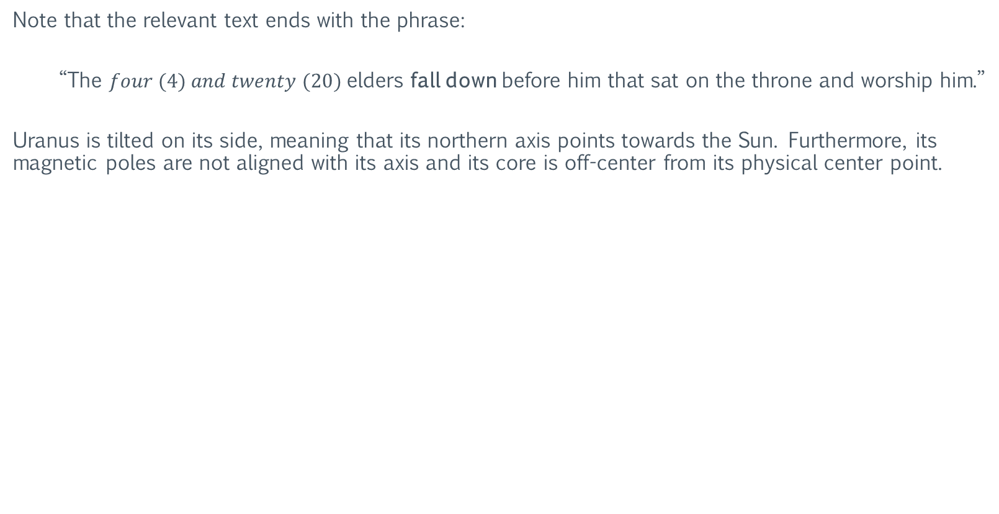 Note that the relevant text ends with the phrase:
“The four (4) and twenty (20) elders fall down before him that sat on the throne and worship him.”
Uranus is tilted on its side, meaning that its northern axis points towards the Sun. Furthermore, its
magnetic poles are not aligned with its axis and its core is off-center from its physical center point.